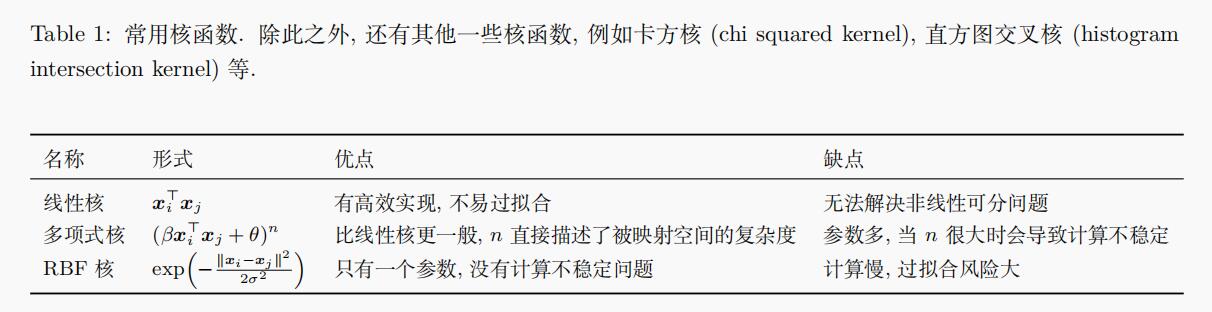 Table 1: 常用核函数. 除此之外, 还有其他一些核函数, 例如卡方核 (chi squared kernel), 直方图交叉核 (histogram
intersection kernel) 等.
名称 形式 优点 缺点
线性核 $\boldsymbol{x}_i^\top \boldsymbol{x}_j$ 有高效实现, 不易过拟合 无法解决非线性可分问题
多项式核 $(\beta \boldsymbol{x}_i^\top \boldsymbol{x}_j + \theta)^n$ 比线性核更一般, $n$ 直接描述了被映射空间的复杂度 参数多, 当 $n$ 很大时会导致计算不稳定
RBF 核 $\exp\left(-\frac{\|\boldsymbol{x}_i - \boldsymbol{x}_j\|^2}{2\sigma^2}\right)$ 只有一个参数, 没有计算不稳定问题 计算慢, 过拟合风险大